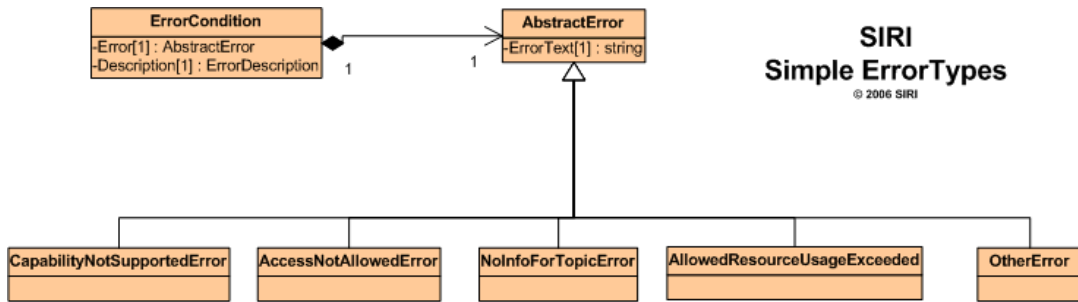 ErrorCondition
-Error[1] : AbstractError
-Description[1] : ErrorDescription
1
1
AbstractError
-ErrorText[1] : string
SIRI
Simple ErrorTypes
© 2006 SIRI
CapabilityNotSupportedError
AccessNotAllowedError
NoInfoForTopicError
AllowedResourceUsageExceeded
OtherError